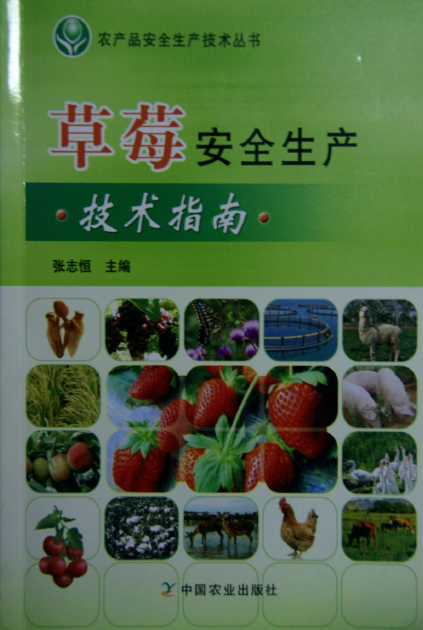 农产品安全生产技术丛书
草莓安全生产
·技术指南·
张志恒 主编
中国农业出版社